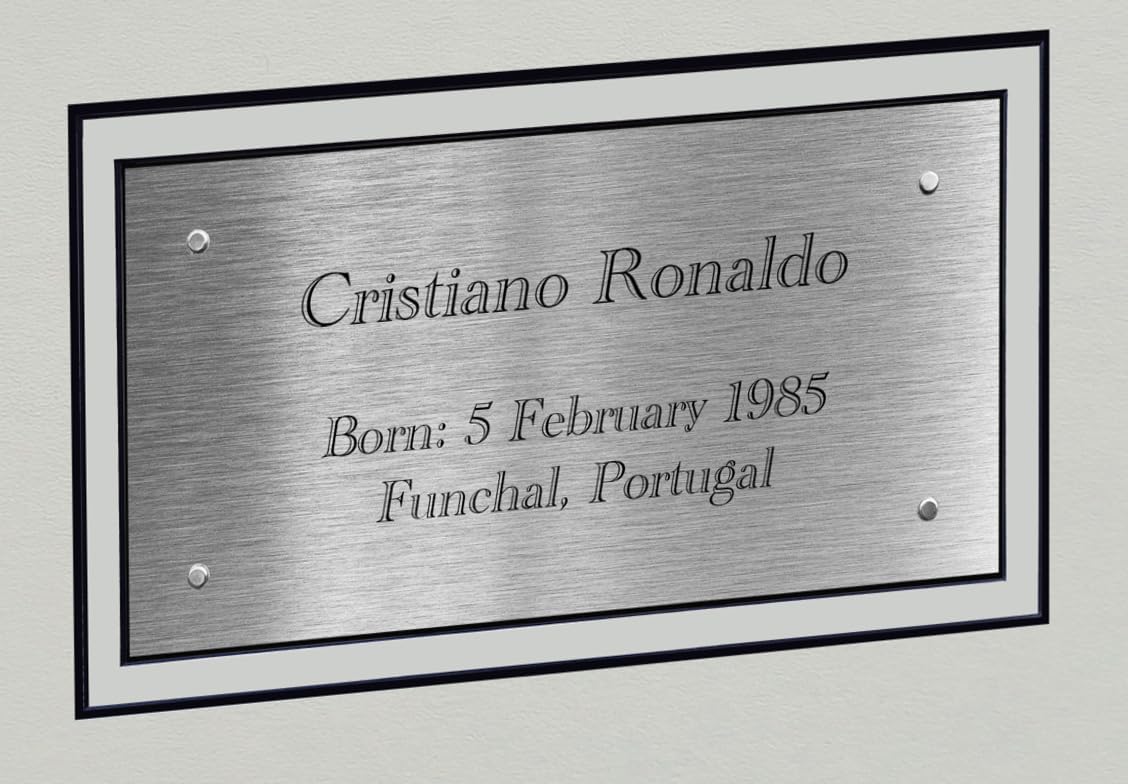 Cristiano Ronaldo
Born: 5 February 1985
Funchal, Portugal